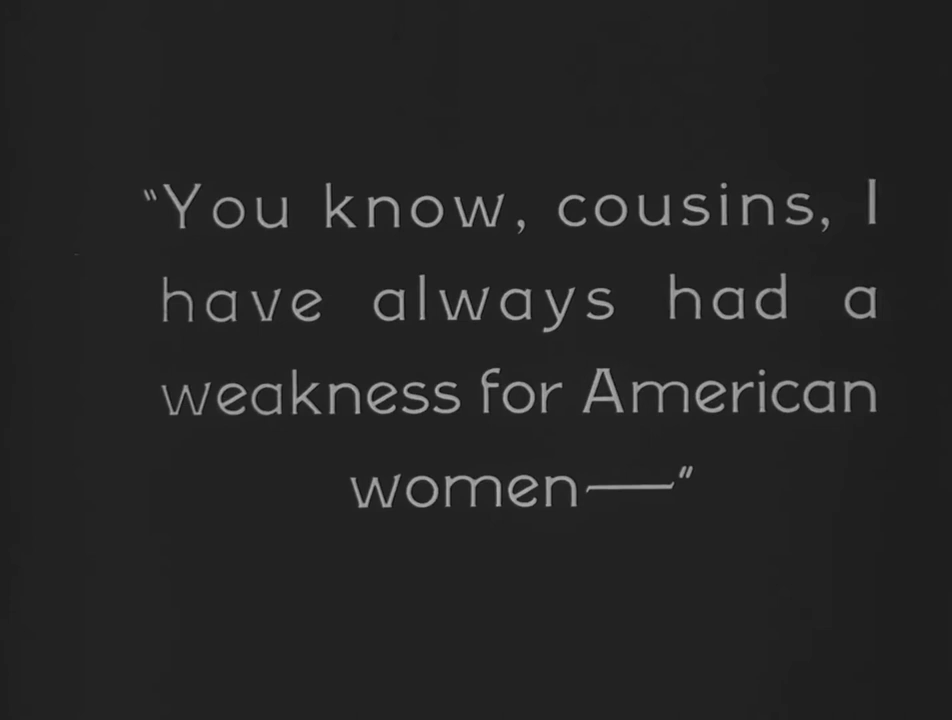 "You know, cousins, I
have always had a
weakness for American
women—"